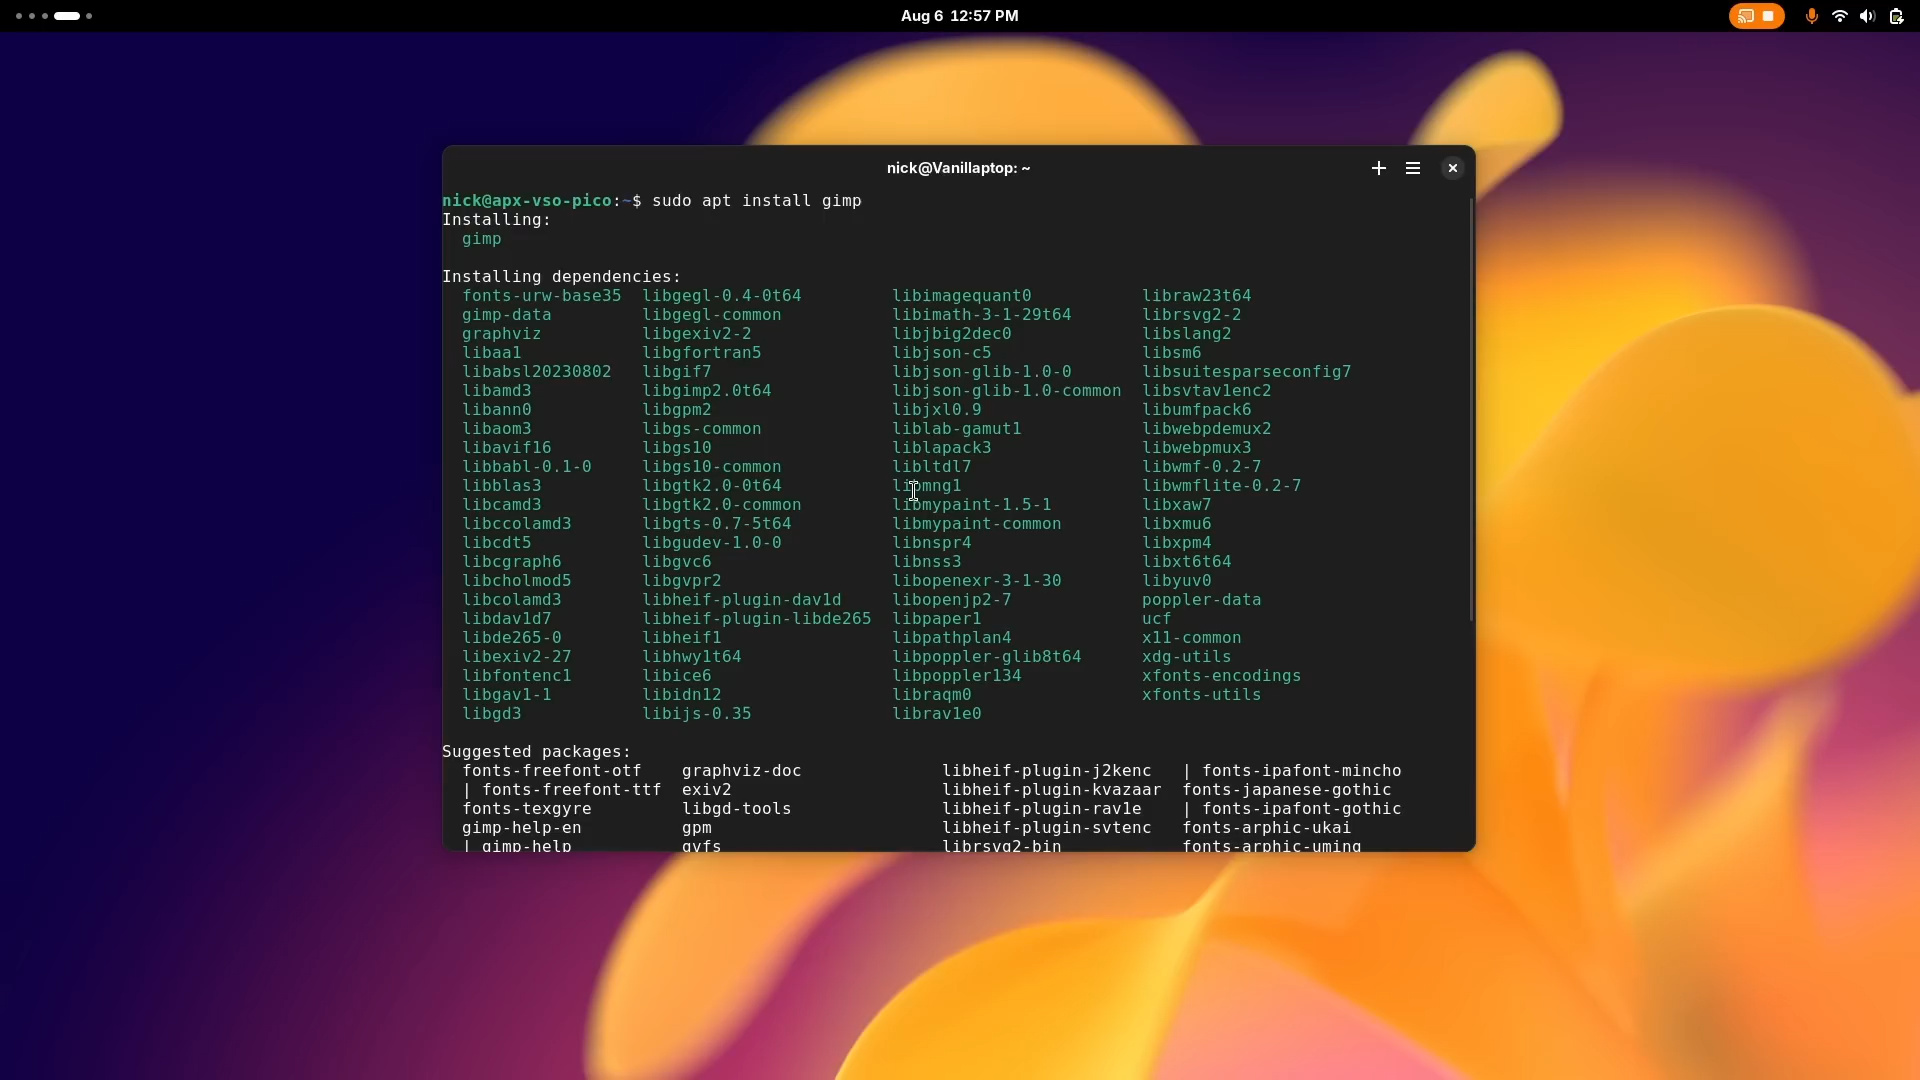 Aug 6 12:57 PM
nick@Vanillaptop: ~
nick@apx-vso-pico:~$ sudo apt install gimp
Installing:
gimp
Installing dependencies:
fonts-urw-base35 libgegl-0.4-0t64 libimagequant0 libraw23t64
gimp-data libgegl-common libimath-3-1-29t64 librsvg2-2
graphviz libgexiv2-2 libjbig2dec0 libslang2
libaa1 libgfortran5 libjson-c5 libsm6
libabsl20230802 libgif7 libjson-glib-1.0-0 libsuitesparseconfig7
libamd3 libgimp2.0t64 libjson-glib-1.0-common libsvtav1enc2
libann0 libgpm2 libjxl0.9 libumfpack6
libaom3 libgs-common liblab-gamut1 libwebpdemux2
libavif16 libgs10 liblapack3 libwebpmux3
libbabl-0.1-0 libgs10-common libltdl7 libwmf-0.2-7
libblas3 libgtk2.0-0t64 libmng1 libwmflite-0.2-7
libcamd3 libgtk2.0-common libmypaint-1.5-1 libxaw7
libccolamd3 libgts-0.7-5t64 libmypaint-common libxmu6
libcdt5 libgudev-1.0-0 libnspr4 libxpm4
libcgraph6 libgvc6 libnss3 libxt6t64
libcholmod5 libgvpr2 libopenexr-3-1-30 libyuv0
libcolamd3 libheif-plugin-dav1d libopenjp2-7 poppler-data
libdav1d7 libheif-plugin-libde265 libpaper1 ucf
libde265-0 libheif1 libpathplan4 x11-common
libexiv2-27 libhwy1t64 libpoppler-glib8t64 xdg-utils
libfontenc1 libice6 libpoppler134 xfonts-encodings
libgav1-1 libidn12 libraqm0 xfonts-utils
libgd3 libijs-0.35 librav1e0
Suggested packages:
fonts-freefont-otf graphviz-doc libheif-plugin-j2kenc | fonts-ipafont-mincho
| fonts-freefont-ttf exiv2 libheif-plugin-kvazaar fonts-japanese-gothic
fonts-texgyre libgd-tools libheif-plugin-rav1e | fonts-ipafont-gothic
gimp-help-en gpm libheif-plugin-svtenc fonts-arphic-ukai
| gimp-help gvfs librsvg2-bin fonts-arphic-uming